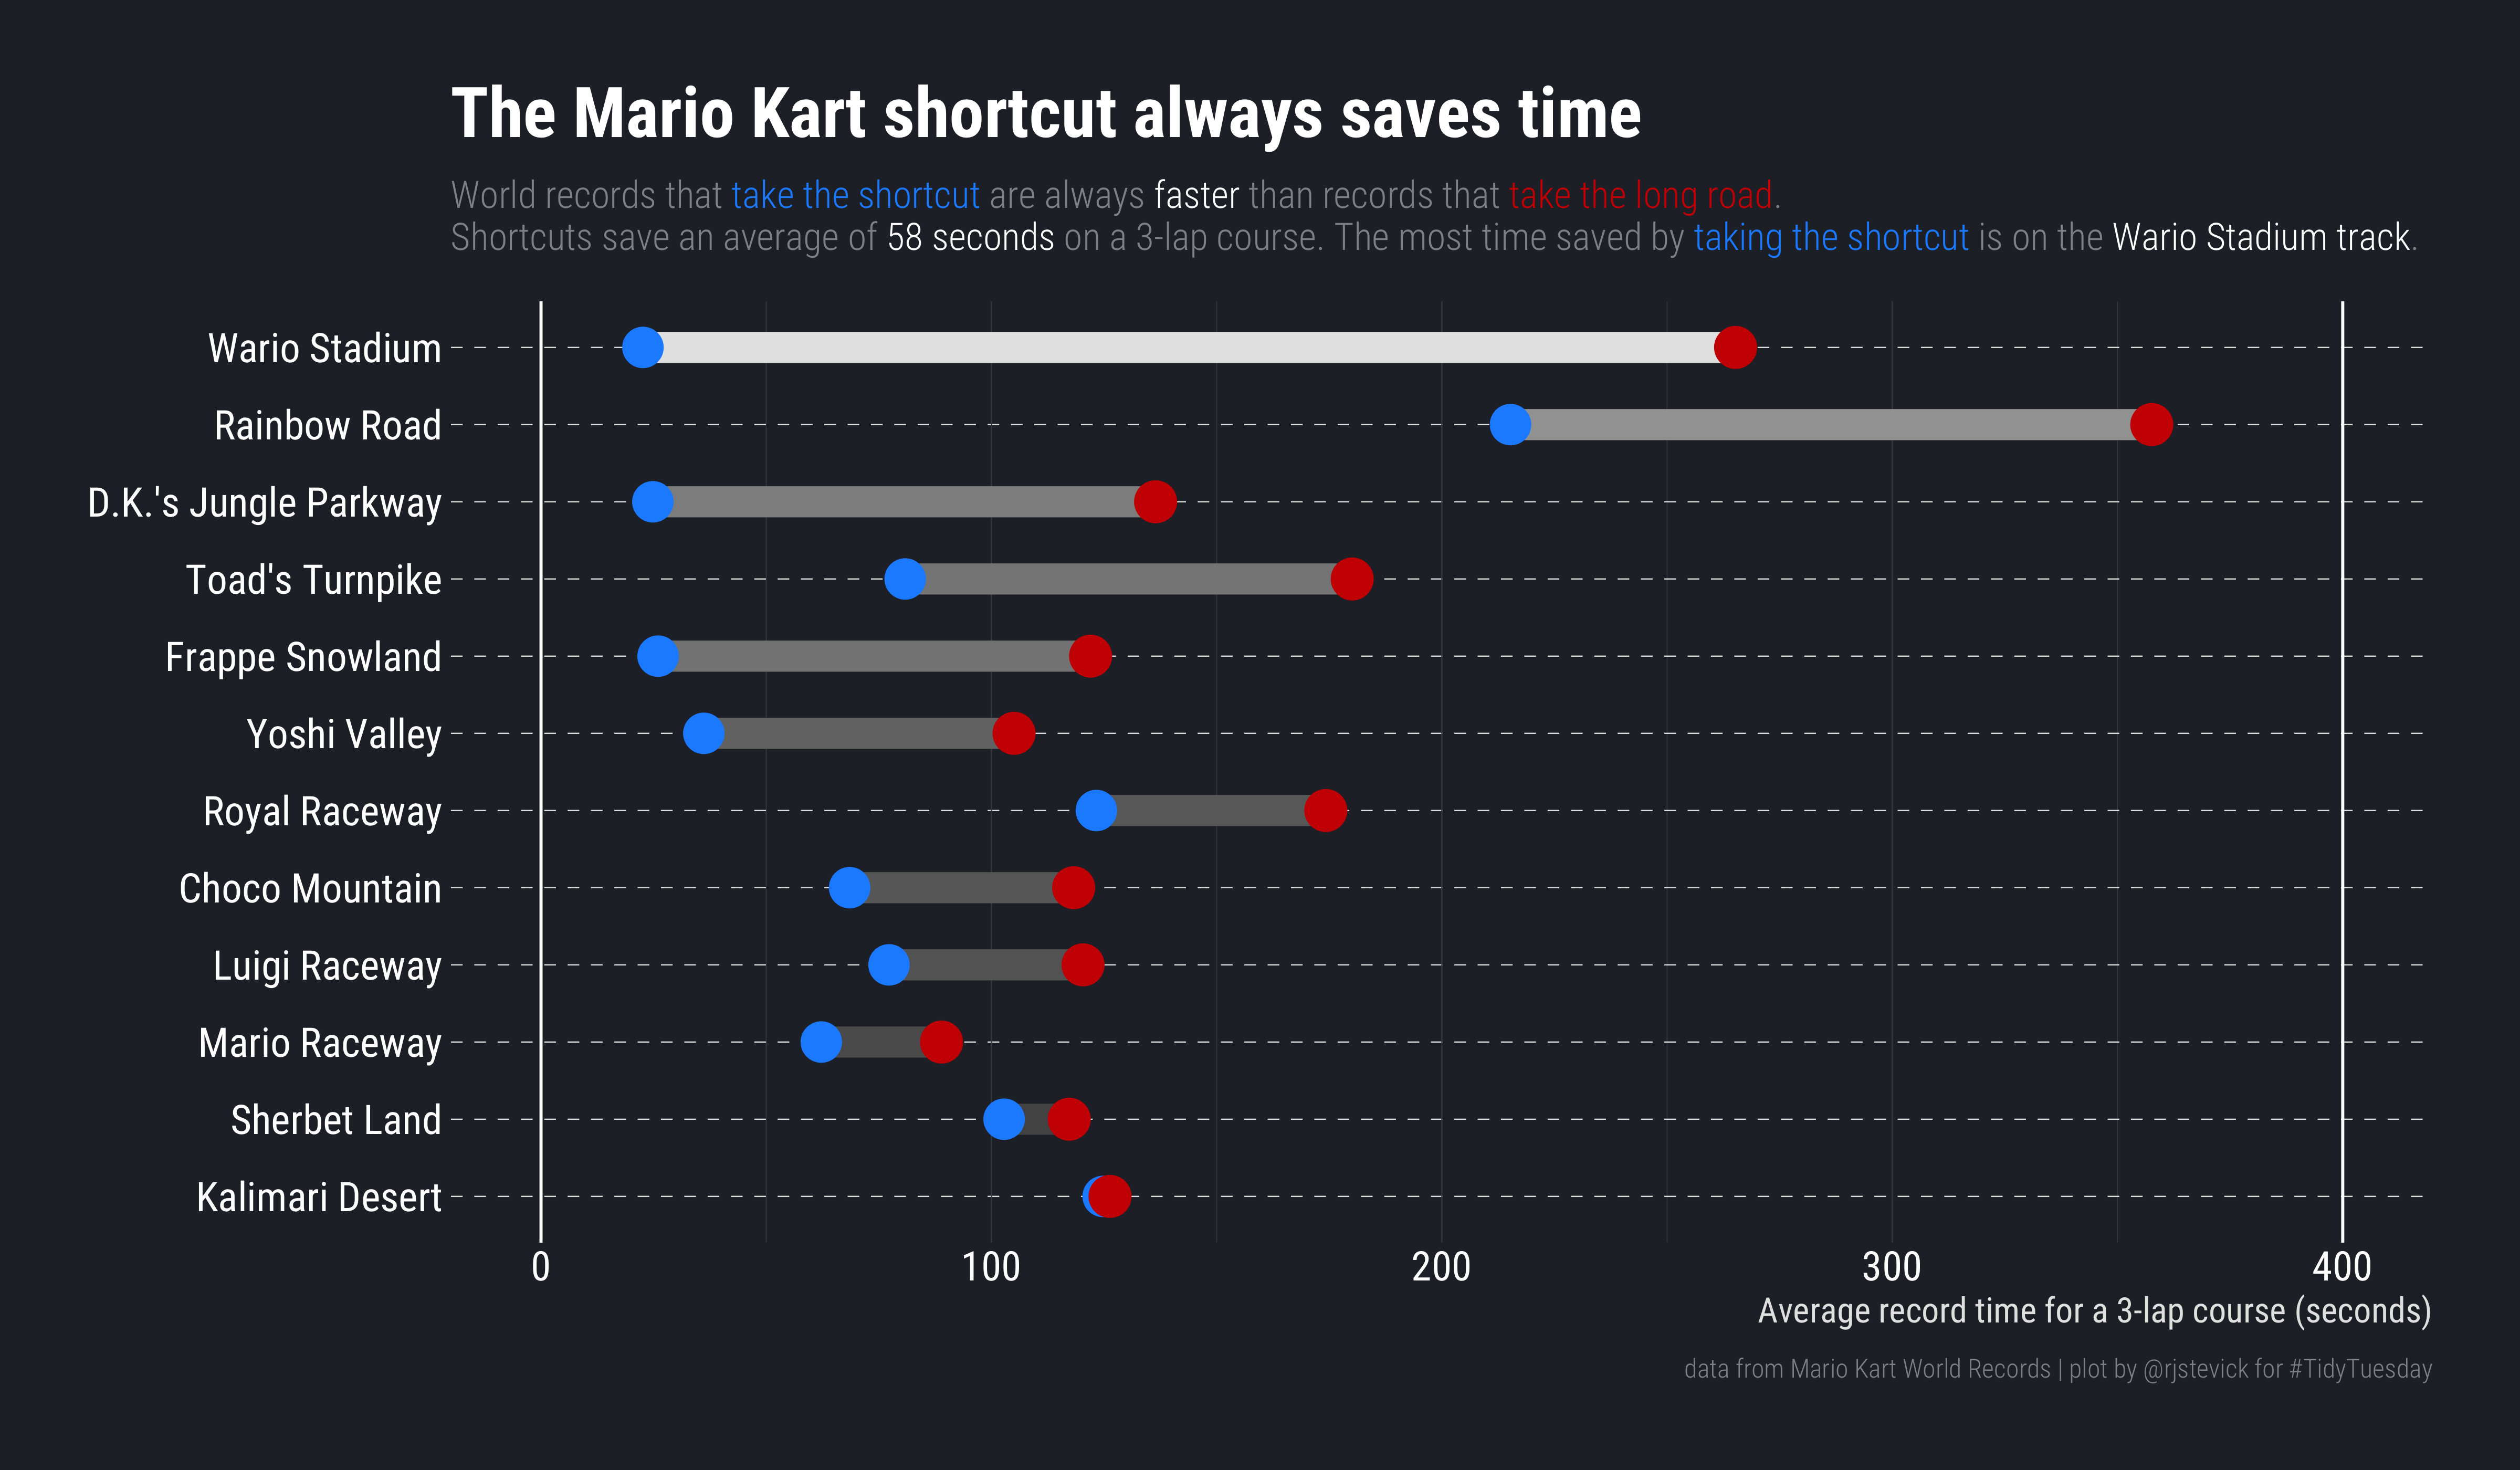 The Mario Kart shortcut always saves time
World records that take the shortcut are always faster than records that take the long road.
Shortcuts save an average of 58 seconds on a 3-lap course. The most time saved by taking the shortcut is on the Wario Stadium track.
Wario Stadium
Rainbow Road
D.K.'s Jungle Parkway
Toad's Turnpike
Frappe Snowland
Yoshi Valley
Royal Raceway
Choco Mountain
Luigi Raceway
Mario Raceway
Sherbet Land
Kalimari Desert
0 100 200 300 400
Average record time for a 3-lap course (seconds)
data from Mario Kart World Records | plot by @rjstevick for #TidyTuesday